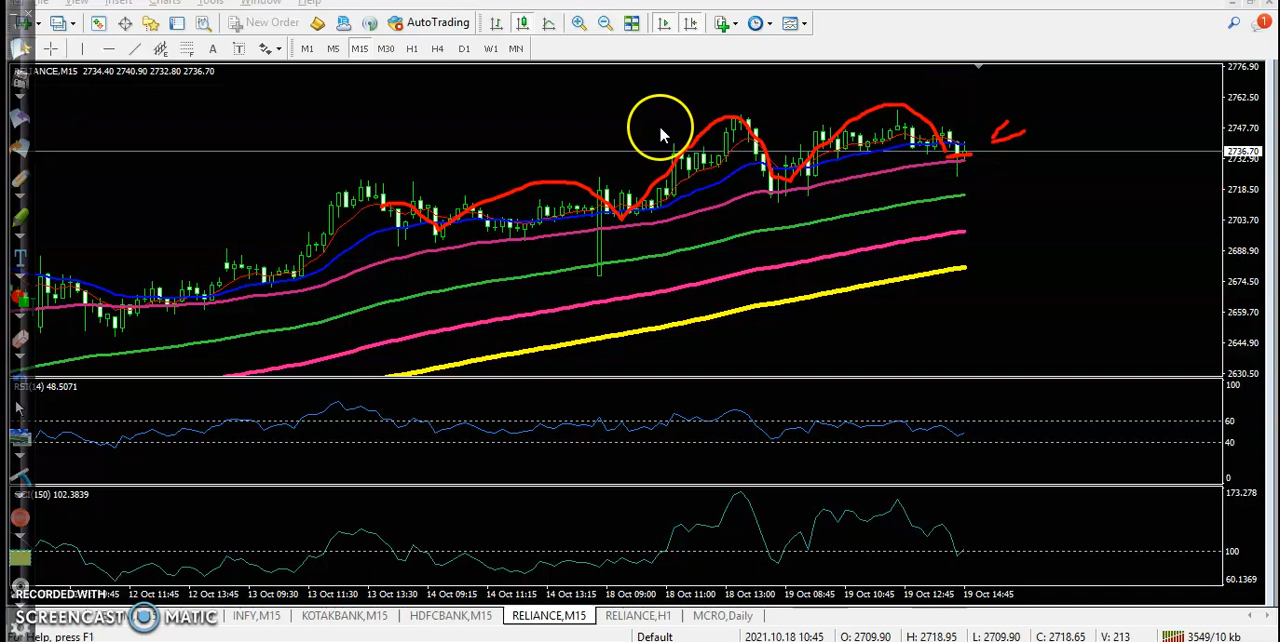 New Order
AutoTrading
1
M1 M5 M15 M30 H1 H4 D1 W1 MN
RELIANCE,M15 2734.40 2740.90 2732.80 2736.70
2776.90
2762.50
2747.70
2736.70
2732.90
2718.50
2703.70
2688.90
2674.50
2659.70
2644.90
2630.50
RSI(14) 48.5071
100
60
40
0
CCI(150) 102.3839
173.278
100
60.1369
12 Oct 11:45 12 Oct 13:45 13 Oct 09:30 13 Oct 11:30 13 Oct 13:30 14 Oct 09:15 14 Oct 11:15 14 Oct 13:15 18 Oct 09:00 18 Oct 11:00 18 Oct 13:00 19 Oct 08:45 19 Oct 10:45 19 Oct 12:45 19 Oct 14:45
RECORDED WITH
SCREENCAST MATIC
INFY,M15 KOTAKBANK,M15 HDFCBANK,M15 RELIANCE,M15 RELIANCE,H1 MCRO,Daily
For Help, press F1
Default 2021.10.18 10:45 O: 2709.90 H: 2718.95 L: 2709.90 C: 2718.65 V: 213 3549/10 kb